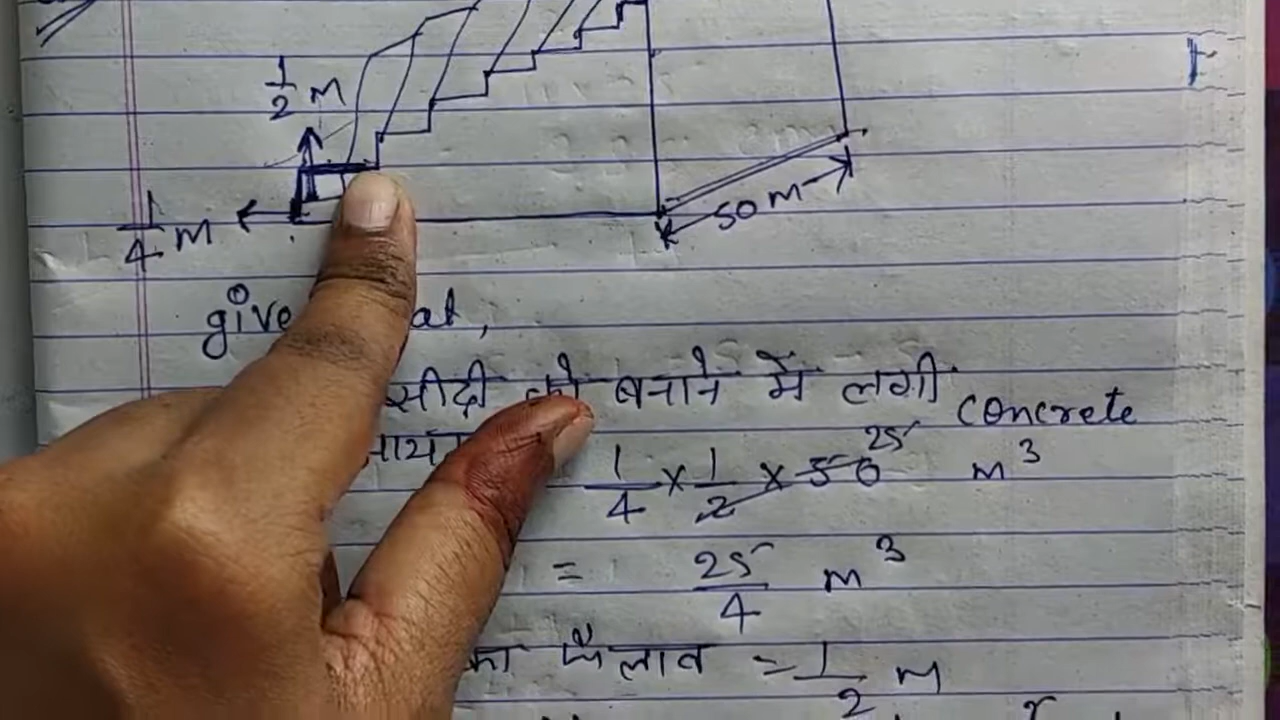 1/2 M
1/4 M
50 M
सीढ़ी को बनाने में लगी concrete
1/4 × 1/2 × 50 25 m³
= 25/4 m³
= 1/2 M